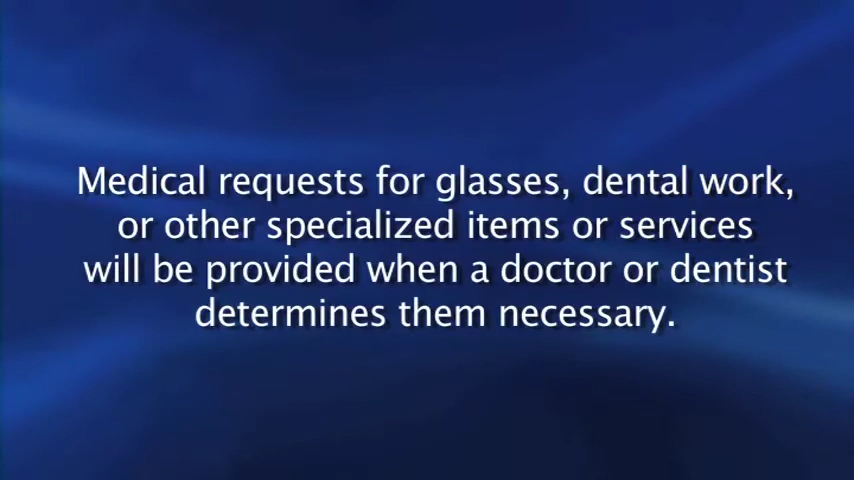 Medical requests for glasses, dental work,
or other specialized items or services
will be provided when a doctor or dentist
determines them necessary.